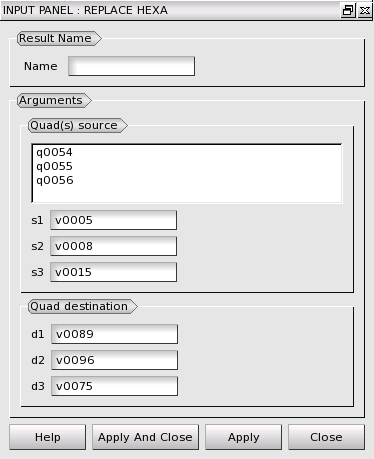 INPUT PANEL : REPLACE HEXA
Result Name
Name
Arguments
Quad(s) source
q0054
q0055
q0056
s1 v0005
s2 v0008
s3 v0015
Quad destination
d1 v0089
d2 v0096
d3 v0075
Help Apply And Close Apply Close